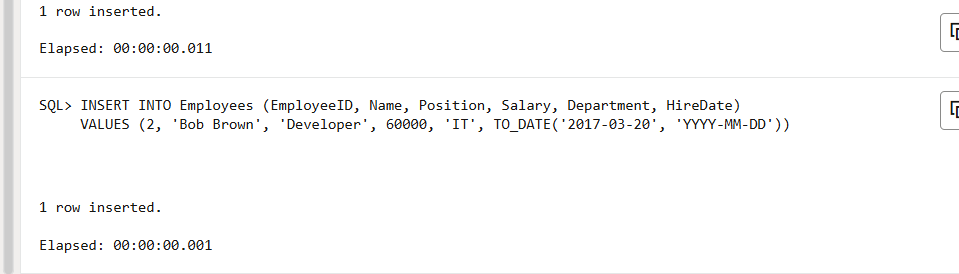 1 row inserted.
Elapsed: 00:00:00.011
SQL> INSERT INTO Employees (EmployeeID, Name, Position, Salary, Department, HireDate)
VALUES (2, 'Bob Brown', 'Developer', 60000, 'IT', TO_DATE('2017-03-20', 'YYYY-MM-DD'))
1 row inserted.
Elapsed: 00:00:00.001